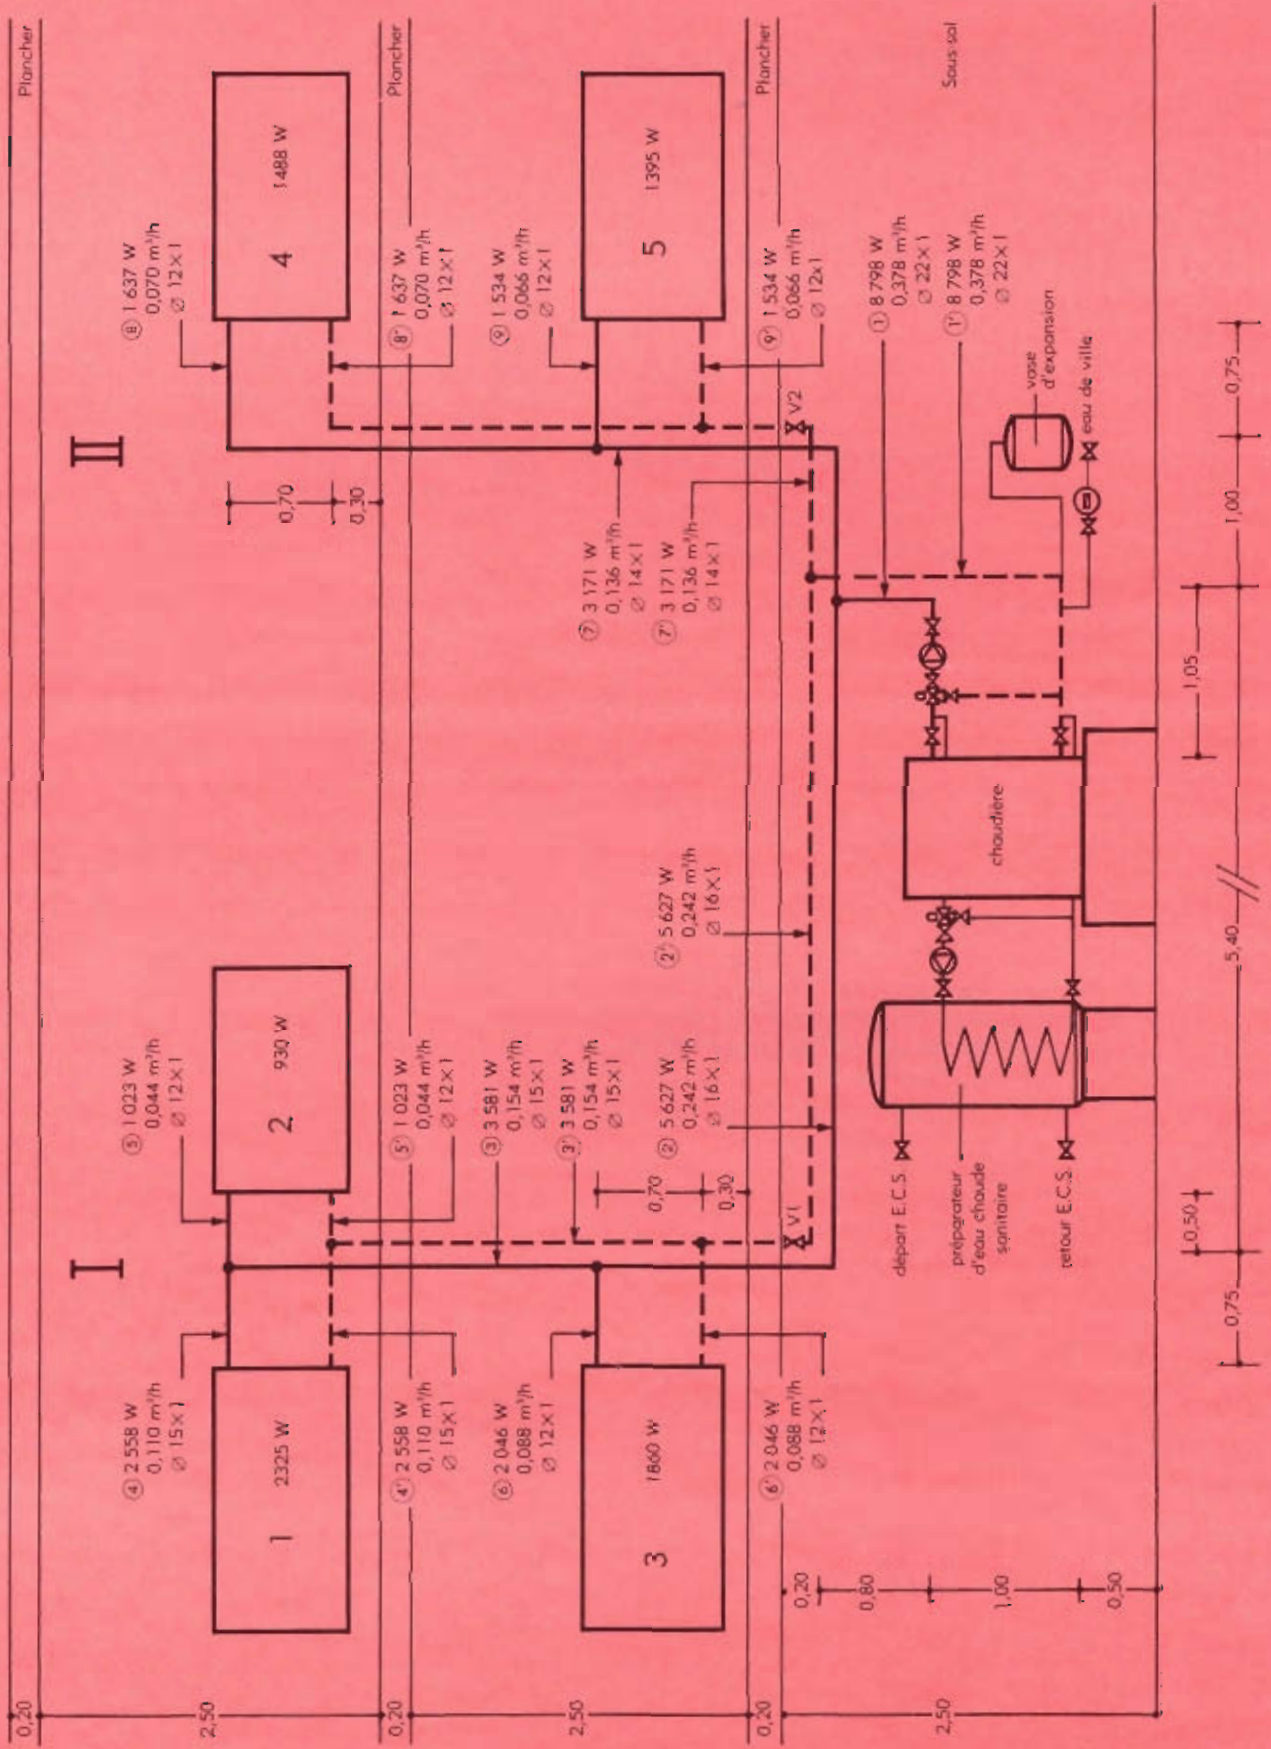 I
II
Plancher
④ 2 558 W
0,110 m³/h
∅ 15×1
⑤ 1 023 W
0,044 m³/h
∅ 12×1
⑧ 1 637 W
0,070 m³/h
∅ 12×1
1
2325 W
2
930 W
4
1488 W
0,70
0,30
Plancher
④' 2 558 W
0,110 m³/h
∅ 15×1
⑤' 1 023 W
0,044 m³/h
∅ 12×1
⑧' 1 637 W
0,070 m³/h
∅ 12×1
⑥ 2 046 W
0,088 m³/h
∅ 12×1
③ 3 581 W
0,154 m³/h
∅ 15×1
③' 3 581 W
0,154 m³/h
∅ 15×1
⑨ 1 534 W
0,066 m³/h
∅ 12×1
3
1860 W
5
1395 W
⑦ 3 171 W
0,136 m³/h
∅ 14×1
⑦' 3 171 W
0,136 m³/h
∅ 14×1
0,70
0,30
② 5 627 W
0,242 m³/h
∅ 16×1
②' 5 627 W
0,242 m³/h
∅ 16×1
Plancher
⑥' 2 046 W
0,088 m³/h
∅ 12×1
⑨' 1 534 W
0,066 m³/h
∅ 12x1
V1
V2
① 8 798 W
0,378 m³/h
∅ 22×1
①' 8 798 W
0,378 m³/h
∅ 22×1
Sous-sol
départ E.C.S.
préparateur
d'eau chaude
sanitaire
retour E.C.S.
chaudière
vase
d'expansion
eau de ville
0,20
2,50
0,20
2,50
0,20
2,50
0,20
0,80
1,00
0,50
0,50
1,05
0,75
5,40
1,00
0,75